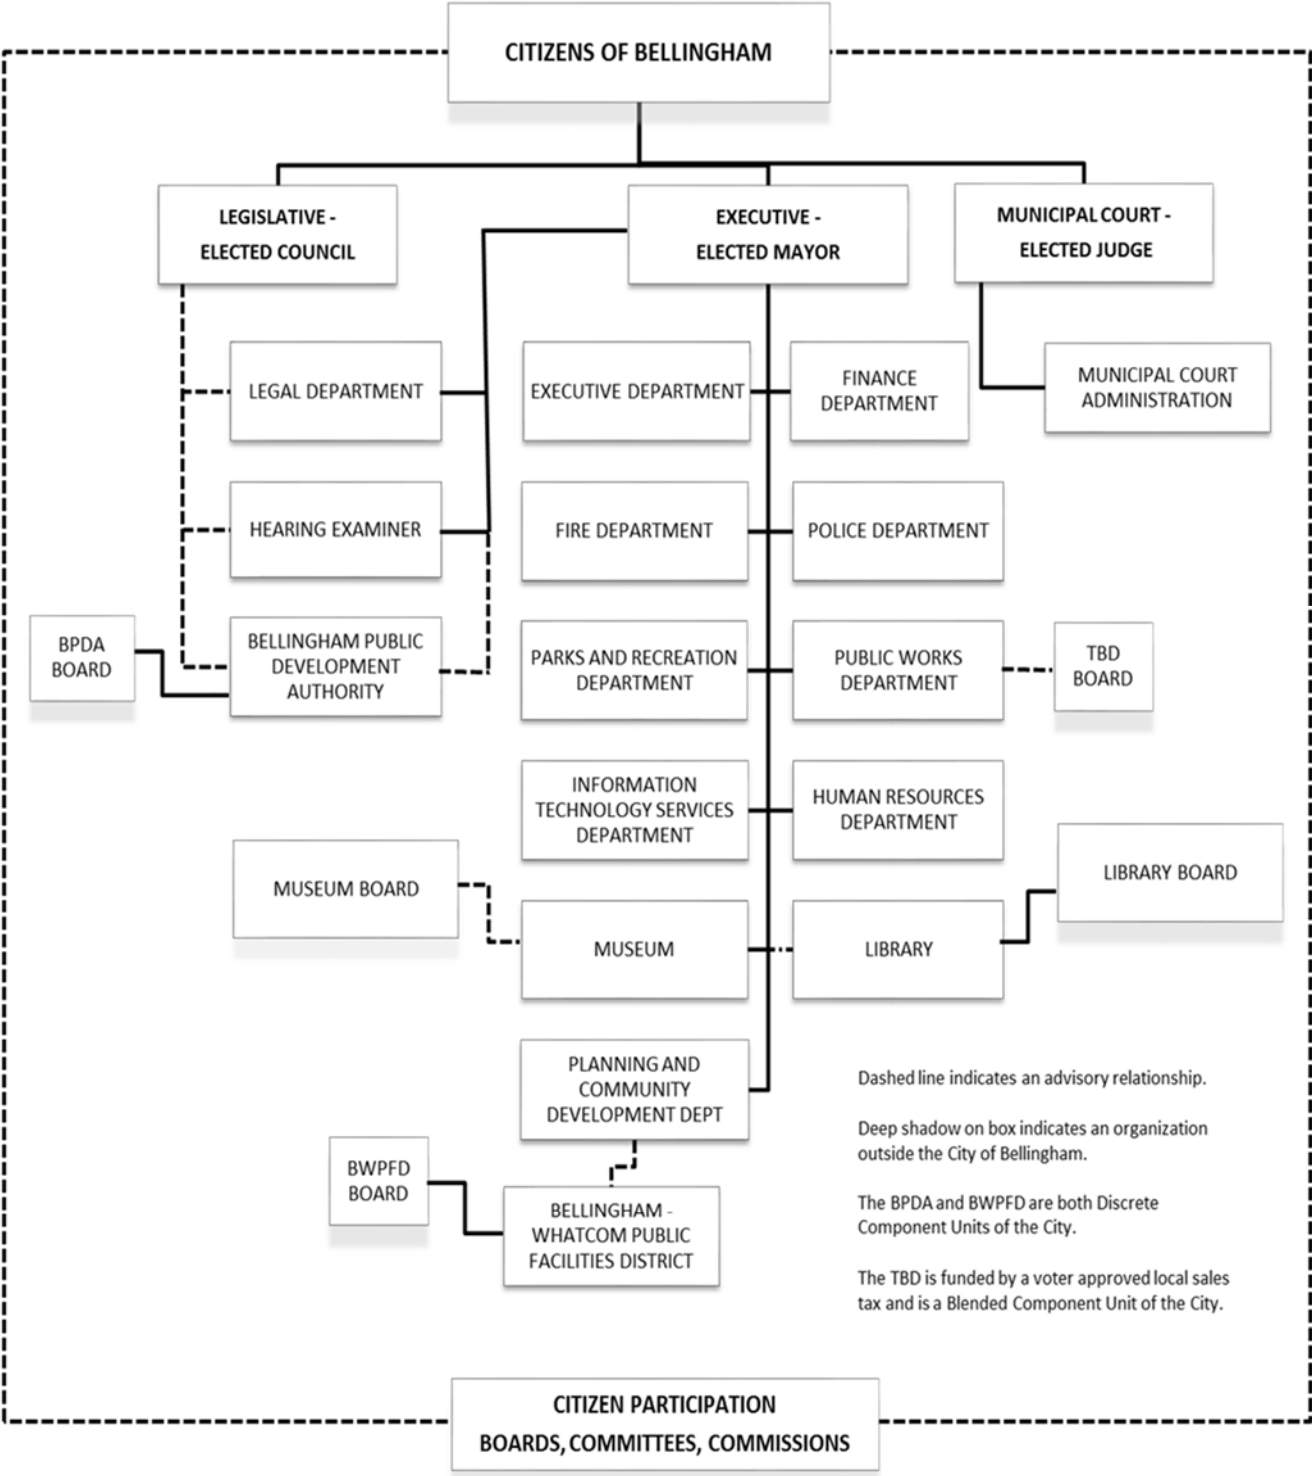 CITIZENS OF BELLINGHAM
LEGISLATIVE -
ELECTED COUNCIL
EXECUTIVE -
ELECTED MAYOR
MUNICIPAL COURT -
ELECTED JUDGE
LEGAL DEPARTMENT
EXECUTIVE DEPARTMENT
FINANCE
DEPARTMENT
MUNICIPAL COURT
ADMINISTRATION
HEARING EXAMINER
FIRE DEPARTMENT
POLICE DEPARTMENT
BPDA
BOARD
BELLINGHAM PUBLIC
DEVELOPMENT
AUTHORITY
PARKS AND RECREATION
DEPARTMENT
PUBLIC WORKS
DEPARTMENT
TBD
BOARD
INFORMATION
TECHNOLOGY SERVICES
DEPARTMENT
HUMAN RESOURCES
DEPARTMENT
MUSEUM BOARD
MUSEUM
LIBRARY
LIBRARY BOARD
PLANNING AND
COMMUNITY
DEVELOPMENT DEPT
BWPFD
BOARD
BELLINGHAM -
WHATCOM PUBLIC
FACILITIES DISTRICT
Dashed line indicates an advisory relationship.
Deep shadow on box indicates an organization
outside the City of Bellingham.
The BPDA and BWPFD are both Discrete
Component Units of the City.
The TBD is funded by a voter approved local sales
tax and is a Blended Component Unit of the City.
CITIZEN PARTICIPATION
BOARDS, COMMITTEES, COMMISSIONS